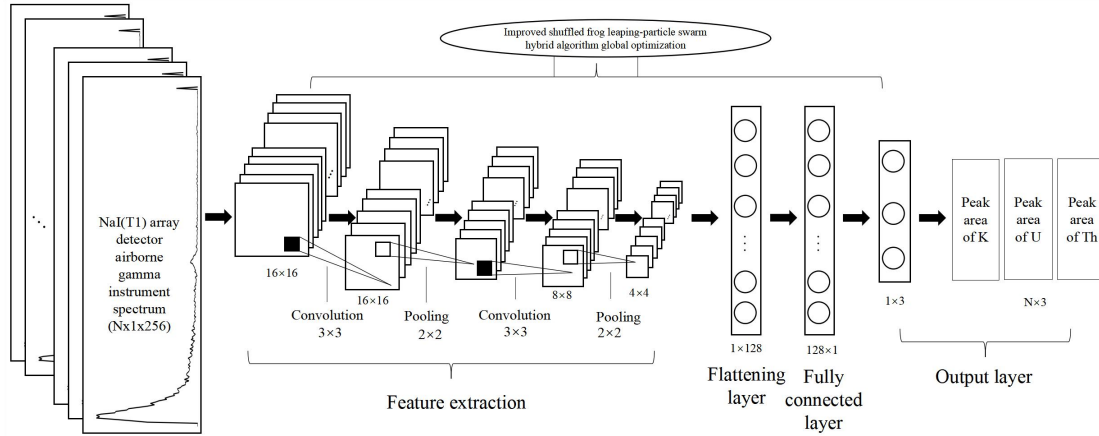 Improved shuffled frog leaping-particle swarm
hybrid algorithm global optimization
NaI(T1) array
detector
airborne
gamma
instrument
spectrum
(Nx1x256)
16×16
16×16
8×8
4×4
Convolution
3×3
Pooling
2×2
Convolution
3×3
Pooling
2×2
Feature extraction
1×128
Flattening
layer
128×1
Fully
connected
layer
1×3
Peak
area
of K
Peak
area
of U
Peak
area
of Th
N×3
Output layer